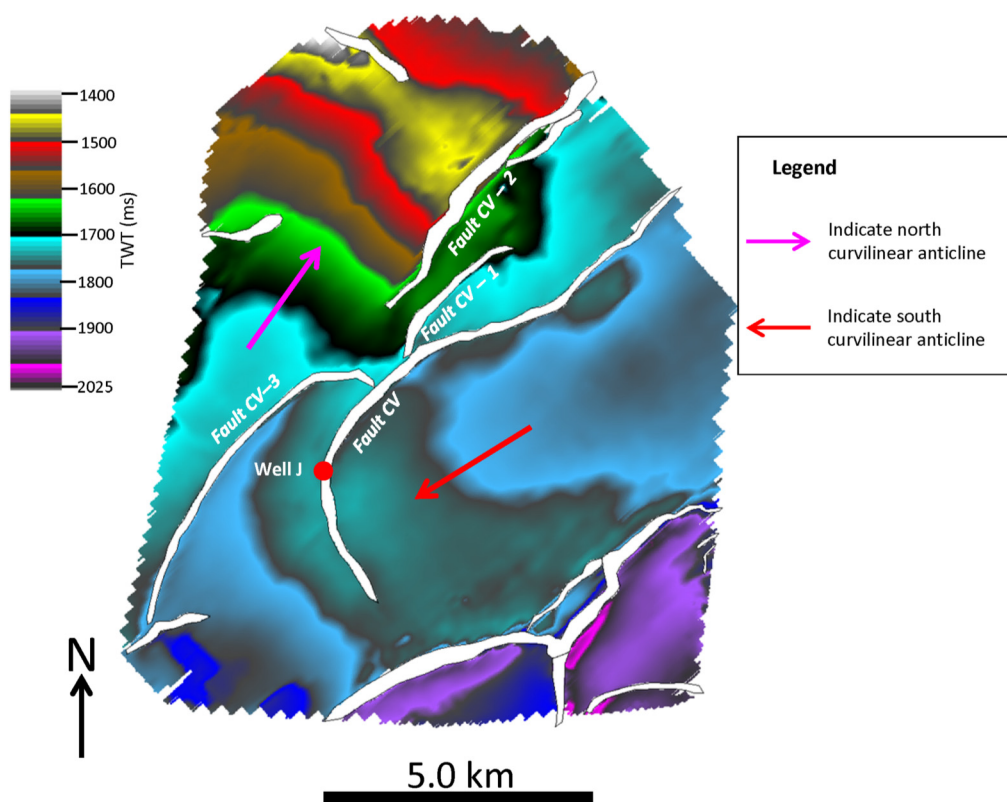 1400
1500
1600
1700
1800
1900
2025
TWT (ms)
Fault CV – 2
Fault CV – 1
Fault CV–3
Fault CV
Well J
Legend
Indicate north
curvilinear anticline
Indicate south
curvilinear anticline
N
5.0 km